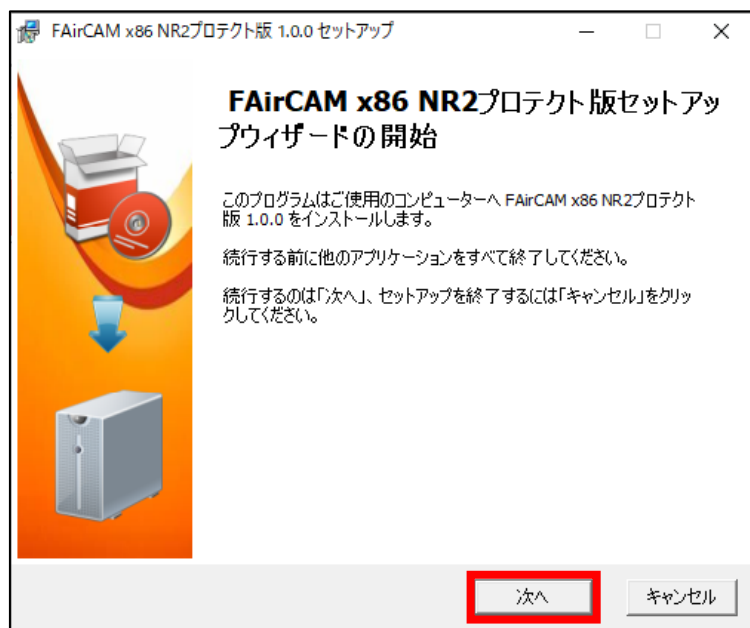 FAirCAM x86 NR2プロテクト版 1.0.0 セットアップ
FAirCAM x86 NR2プロテクト版セットアッ
プウィザードの開始
このプログラムはご使用のコンピューターへ FAirCAM x86 NR2プロテクト
版 1.0.0 をインストールします。
続行する前に他のアプリケーションをすべて終了してください。
続行するのは「次へ」、セットアップを終了するには「キャンセル」をクリッ
クしてください。
次へ
キャンセル